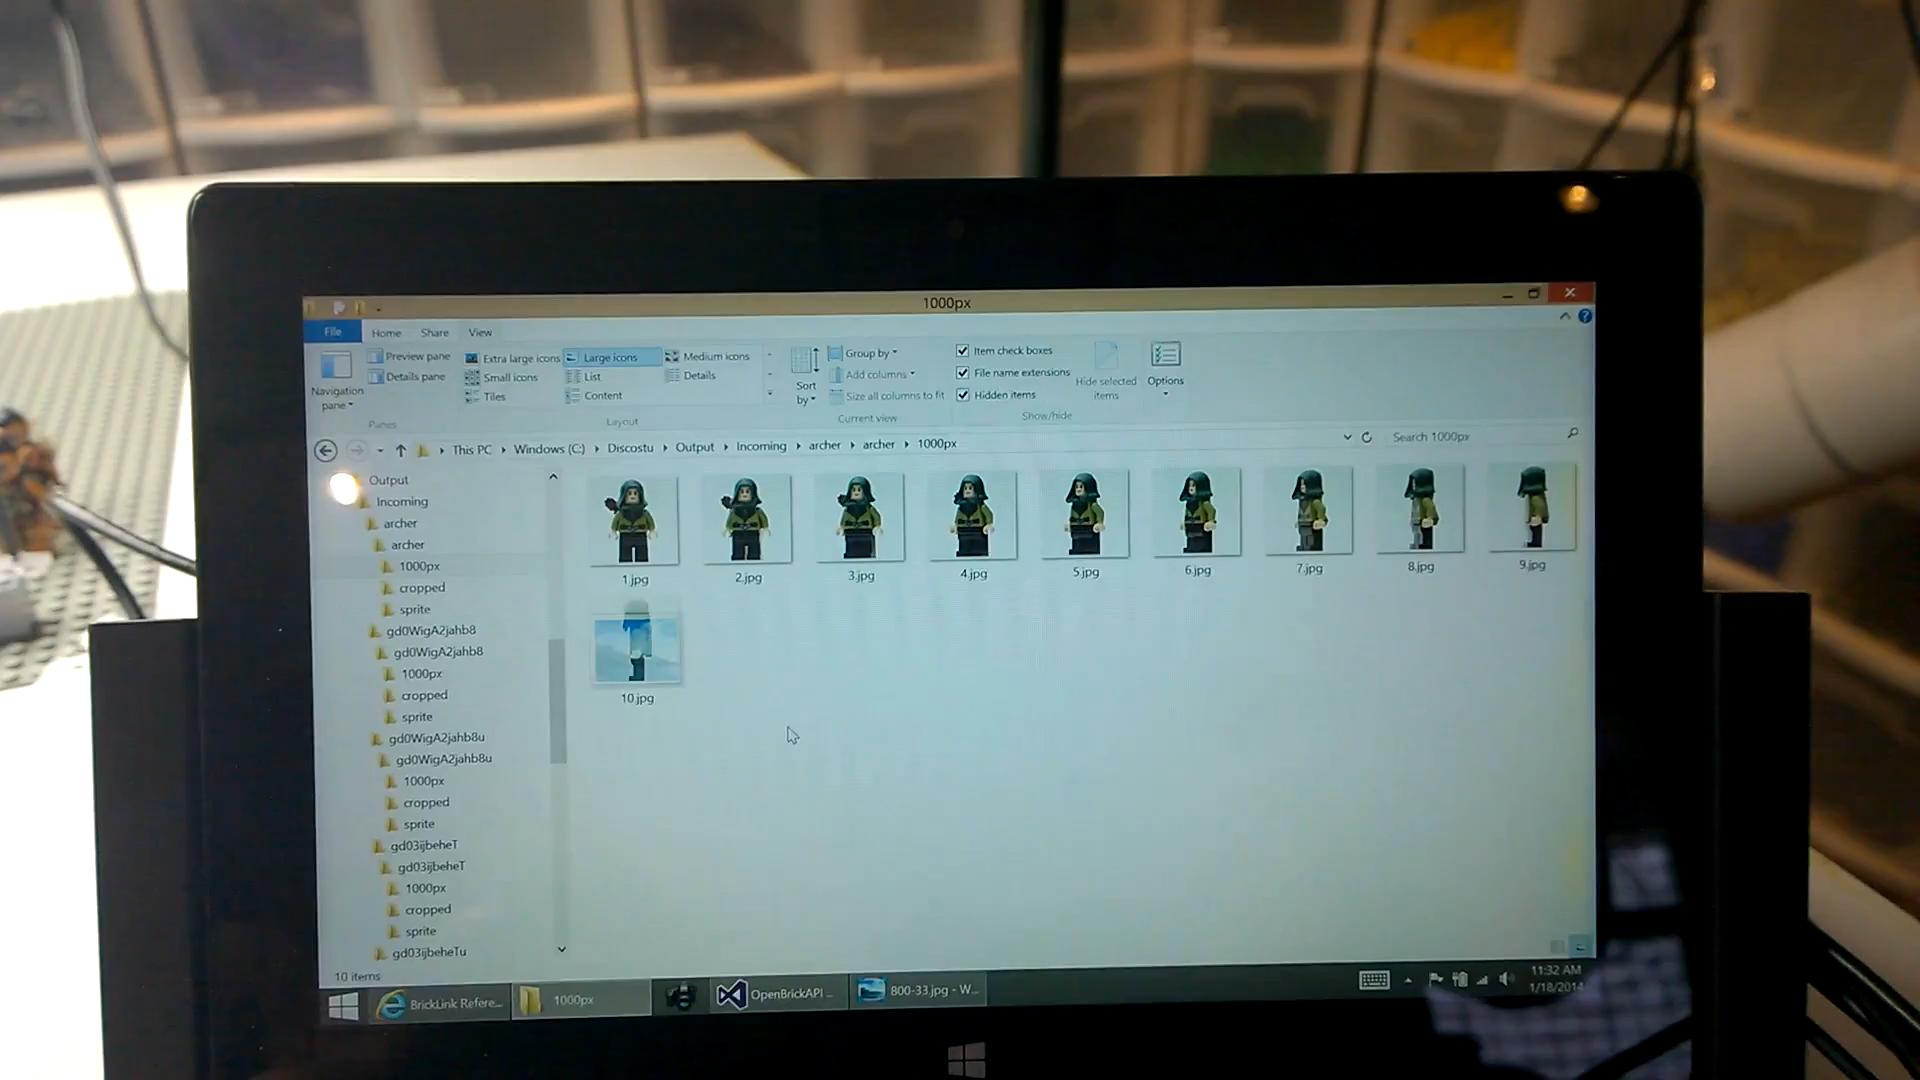 1000px
File Home Share View
Navigation pane
Preview pane
Details pane
Panes
Extra large icons Large icons Medium icons
Small icons List Details
Tiles Content
Layout
Sort by
Group by
Add columns
Size all columns to fit
Current view
Item check boxes
File name extensions
Hidden items
Hide selected items
Show/hide
Options
This PC Windows (C:) Discostu Output Incoming archer archer 1000px
Search 1000px
Output
Incoming
archer
archer
1000px
cropped
sprite
gd0WigA2jahb8
gd0WigA2jahb8
1000px
cropped
sprite
gd0WigA2jahb8u
gd0WigA2jahb8u
1000px
cropped
sprite
gd03ijbeheT
gd03ijbeheT
1000px
cropped
sprite
gd03ijbeheTu
1.jpg 2.jpg 3.jpg 4.jpg 5.jpg 6.jpg 7.jpg 8.jpg 9.jpg
10.jpg
10 items
BrickLink Refere...
1000px
OpenBrickAPI ...
800-33.jpg - W...
11:32 AM
1/18/2014